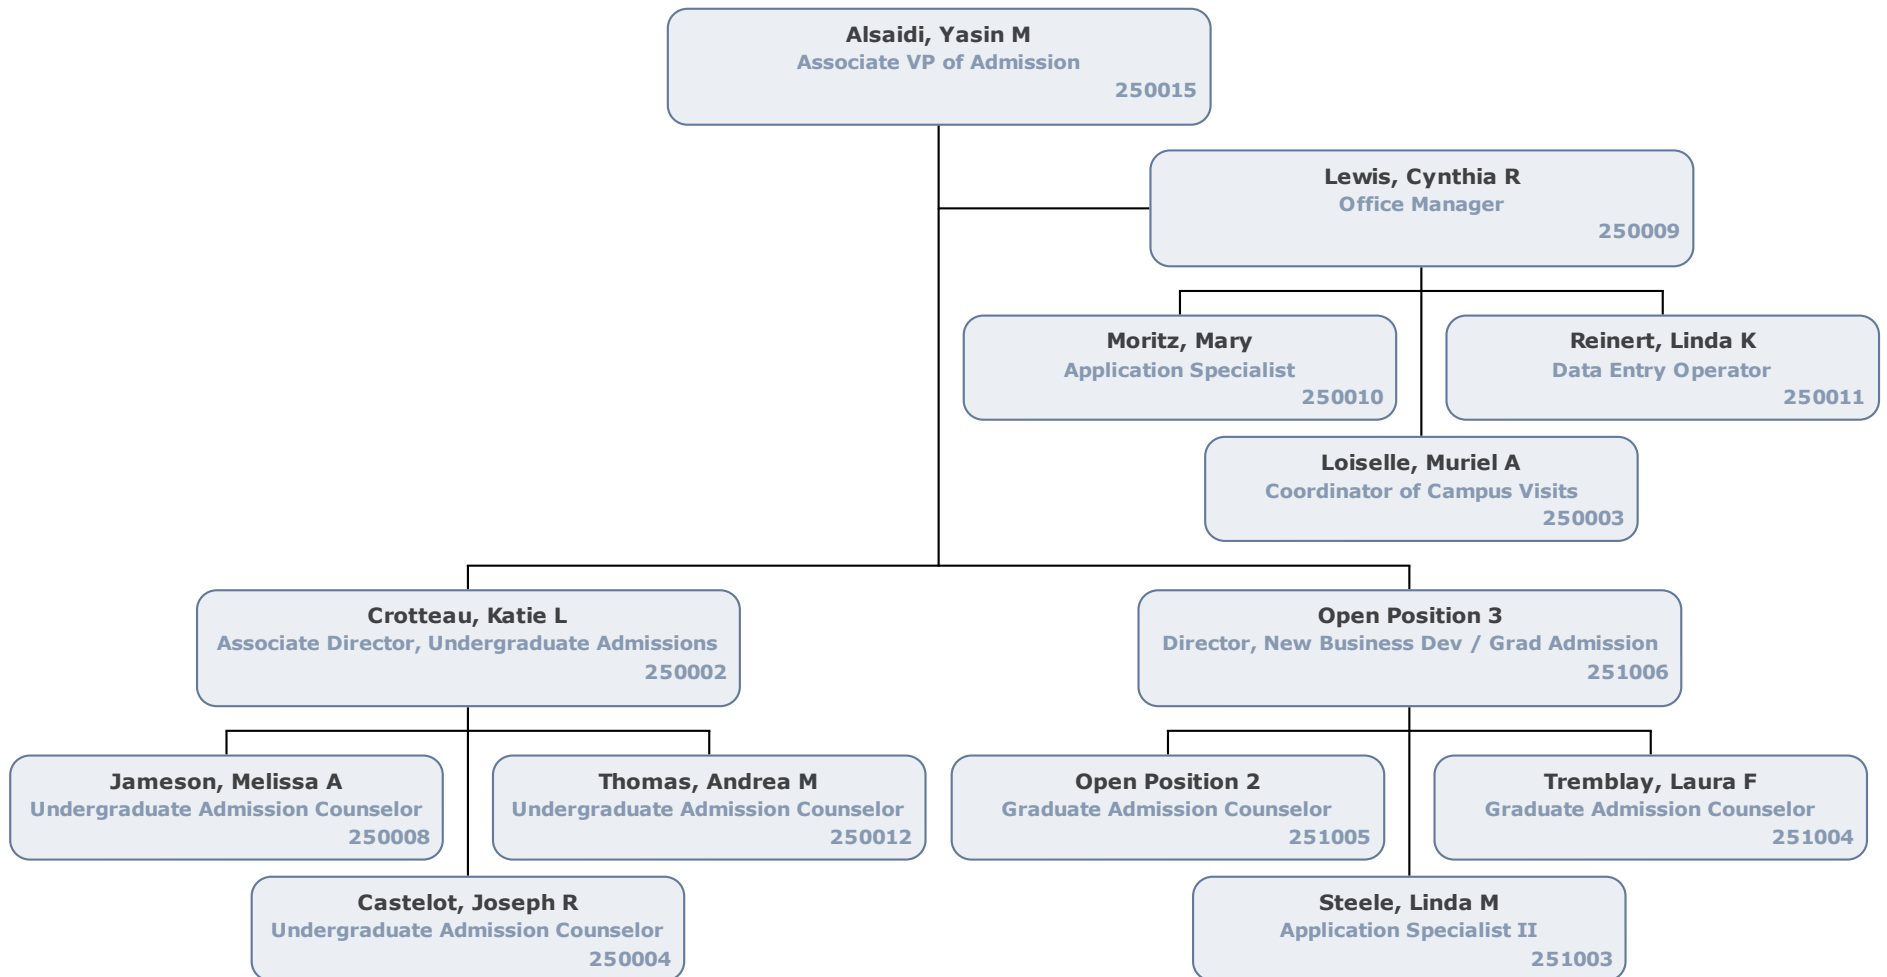 Alsaidi, Yasin M
Associate VP of Admission
250015
Lewis, Cynthia R
Office Manager
250009
Moritz, Mary
Application Specialist
250010
Reinert, Linda K
Data Entry Operator
250011
Loiselle, Muriel A
Coordinator of Campus Visits
250003
Crotteau, Katie L
Associate Director, Undergraduate Admissions
250002
Open Position 3
Director, New Business Dev / Grad Admission
251006
Jameson, Melissa A
Undergraduate Admission Counselor
250008
Thomas, Andrea M
Undergraduate Admission Counselor
250012
Open Position 2
Graduate Admission Counselor
251005
Tremblay, Laura F
Graduate Admission Counselor
251004
Castelot, Joseph R
Undergraduate Admission Counselor
250004
Steele, Linda M
Application Specialist II
251003